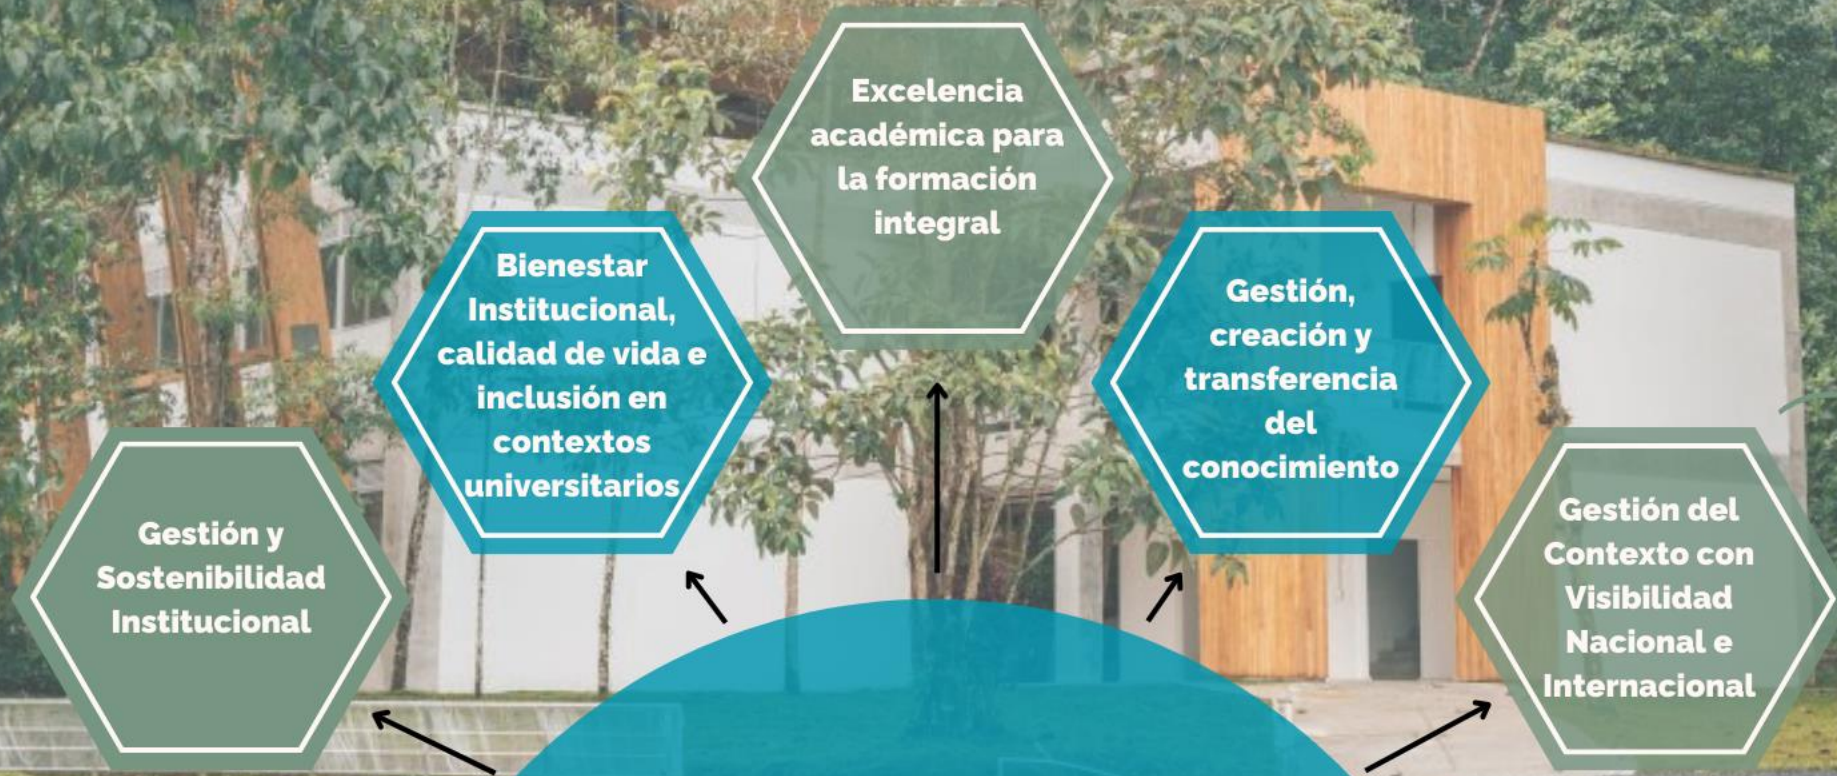 Excelencia
académica para
la formación
integral
Bienestar
Institucional,
calidad de vida e
inclusión en
contextos
universitarios
Gestión,
creación y
transferencia
del
conocimiento
Gestión y
Sostenibilidad
Institucional
Gestión del
Contexto con
Visibilidad
Nacional e
Internacional